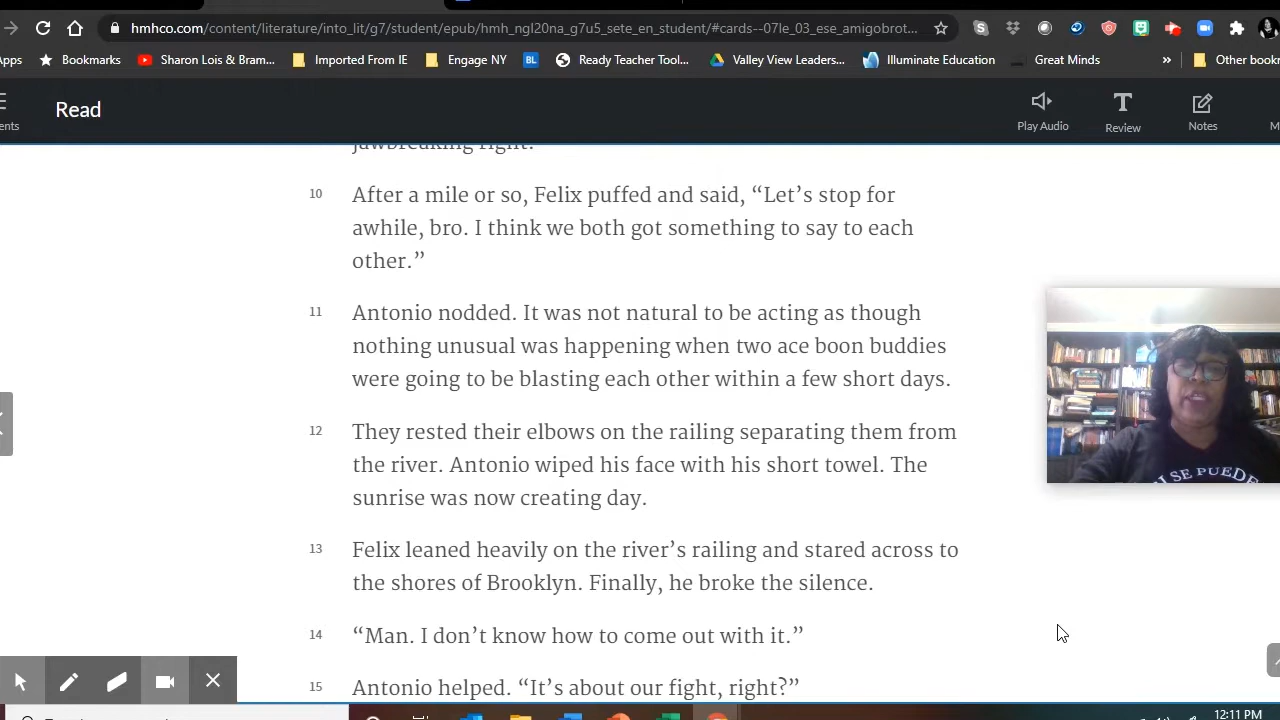 hmhco.com/content/literature/into_lit/g7/student/epub/hmh_ngl20na_g7u5_sete_en_student/#cards--07le_03_ese_amigobrot...
Apps
Bookmarks
Sharon Lois & Bram...
Imported From IE
Engage NY
BL
Ready Teacher Tool...
Valley View Leaders...
Illuminate Education
Great Minds
»
Other bookr
ents
Read
Play Audio
T
Review
Notes
M
jawbreaking right.
10 After a mile or so, Felix puffed and said, “Let’s stop for
awhile, bro. I think we both got something to say to each
other.”
11 Antonio nodded. It was not natural to be acting as though
nothing unusual was happening when two ace boon buddies
were going to be blasting each other within a few short days.
12 They rested their elbows on the railing separating them from
the river. Antonio wiped his face with his short towel. The
sunrise was now creating day.
SE PUEDE
13 Felix leaned heavily on the river’s railing and stared across to
the shores of Brooklyn. Finally, he broke the silence.
14 “Man. I don’t know how to come out with it.”
15 Antonio helped. “It’s about our fight, right?”
12:11 PM